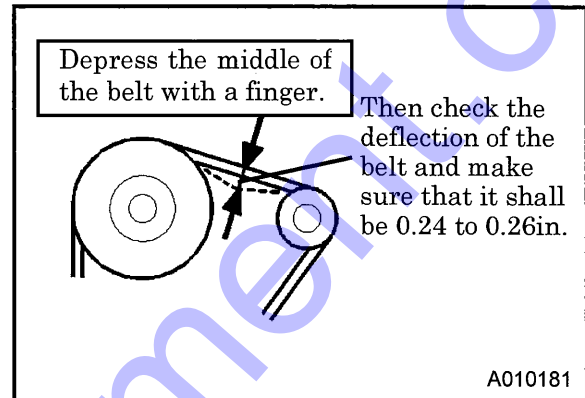 Depress the middle of
the belt with a finger.
Then check the
deflection of the
belt and make
sure that it shall
be 0.24 to 0.26in.
A010181